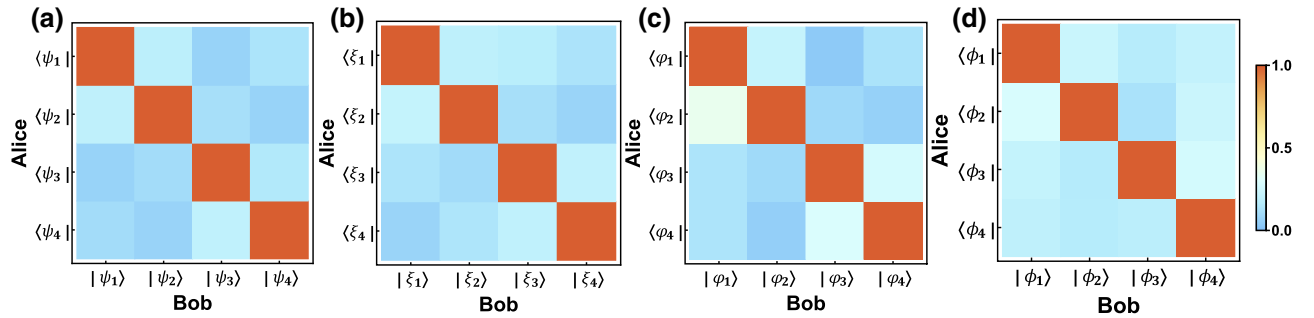 (a) (b) (c) (d)
Alice
⟨ψ₁|
⟨ψ₂|
⟨ψ₃|
⟨ψ₄|
|ψ₁⟩ |ψ₂⟩ |ψ₃⟩ |ψ₄⟩
Bob
Alice
⟨ξ₁|
⟨ξ₂|
⟨ξ₃|
⟨ξ₄|
|ξ₁⟩ |ξ₂⟩ |ξ₃⟩ |ξ₄⟩
Bob
Alice
⟨φ₁|
⟨φ₂|
⟨φ₃|
⟨φ₄|
|φ₁⟩ |φ₂⟩ |φ₃⟩ |φ₄⟩
Bob
Alice
⟨ϕ₁|
⟨ϕ₂|
⟨ϕ₃|
⟨ϕ₄|
|ϕ₁⟩ |ϕ₂⟩ |ϕ₃⟩ |ϕ₄⟩
Bob
1.0
0.5
0.0